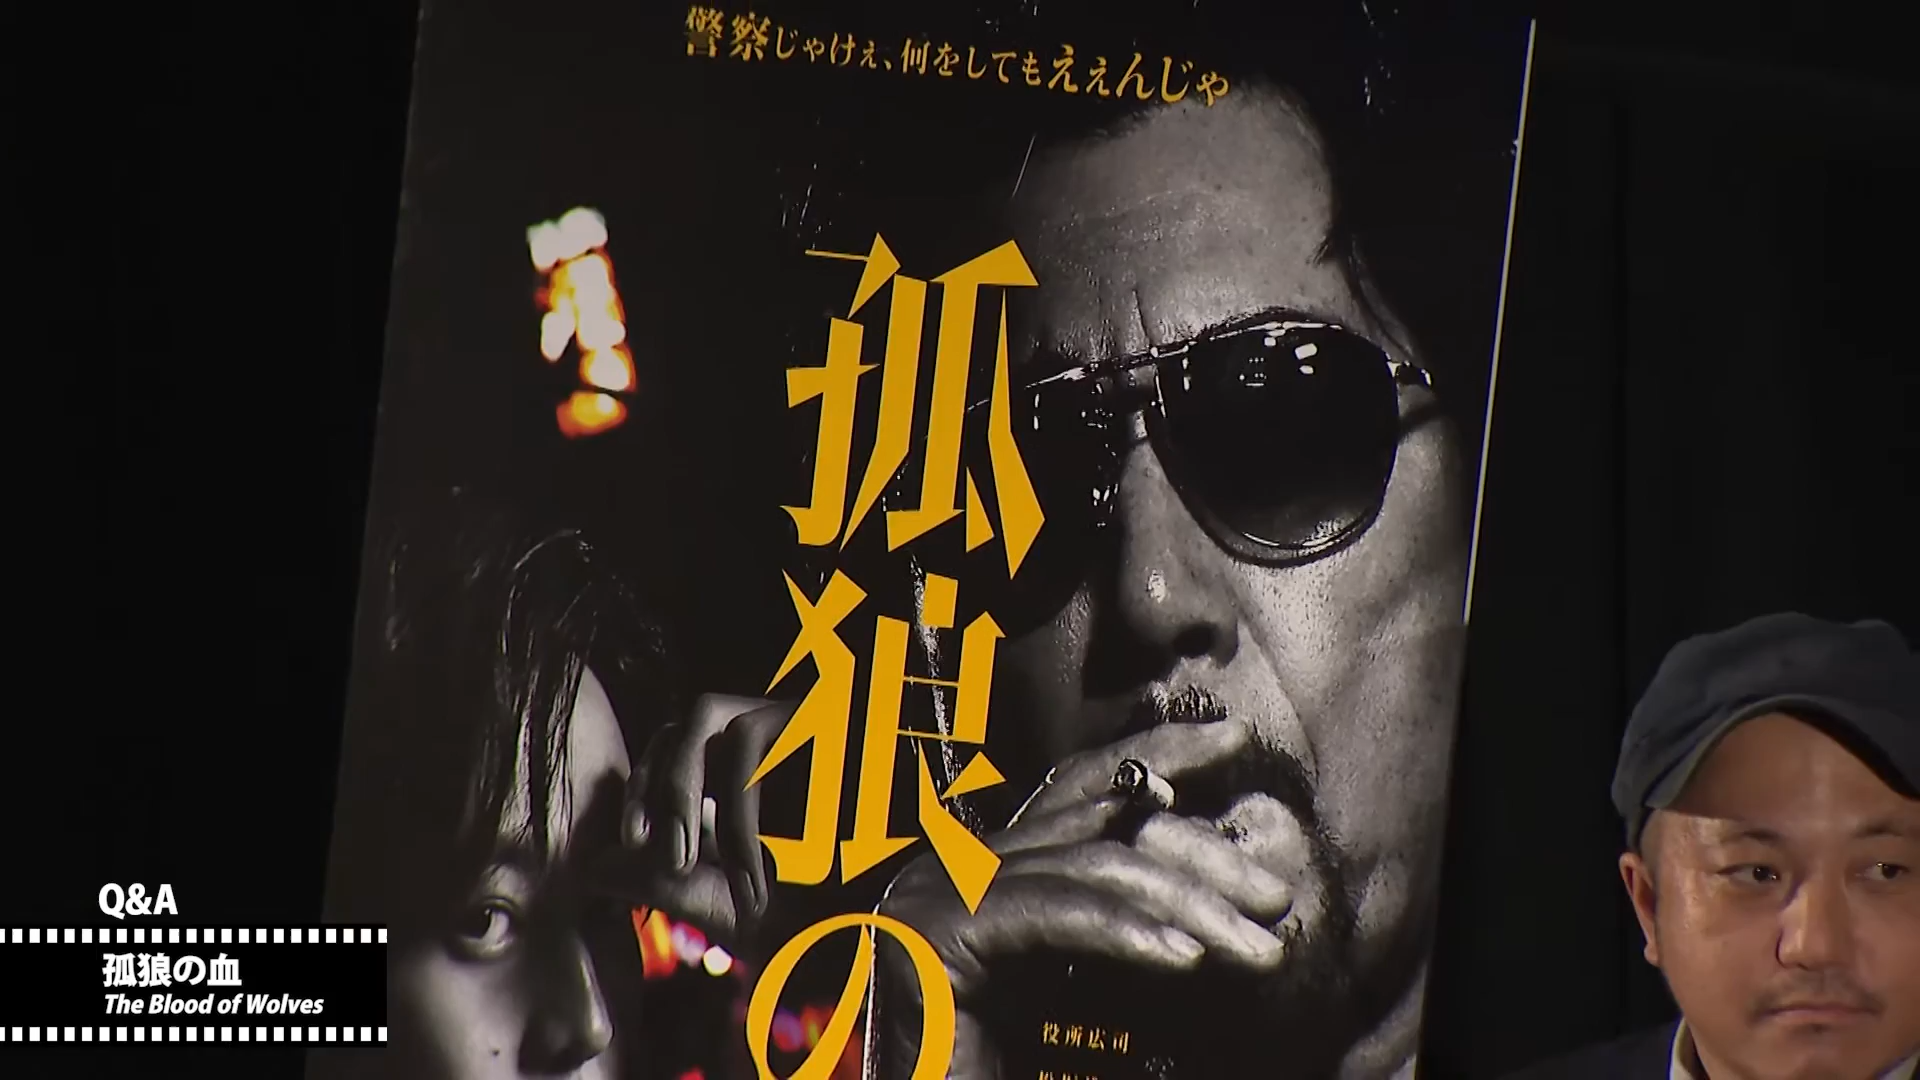 警察じゃけぇ、何をしてもええんじゃ
孤狼の
役所広司
Q&A
孤狼の血
The Blood of Wolves